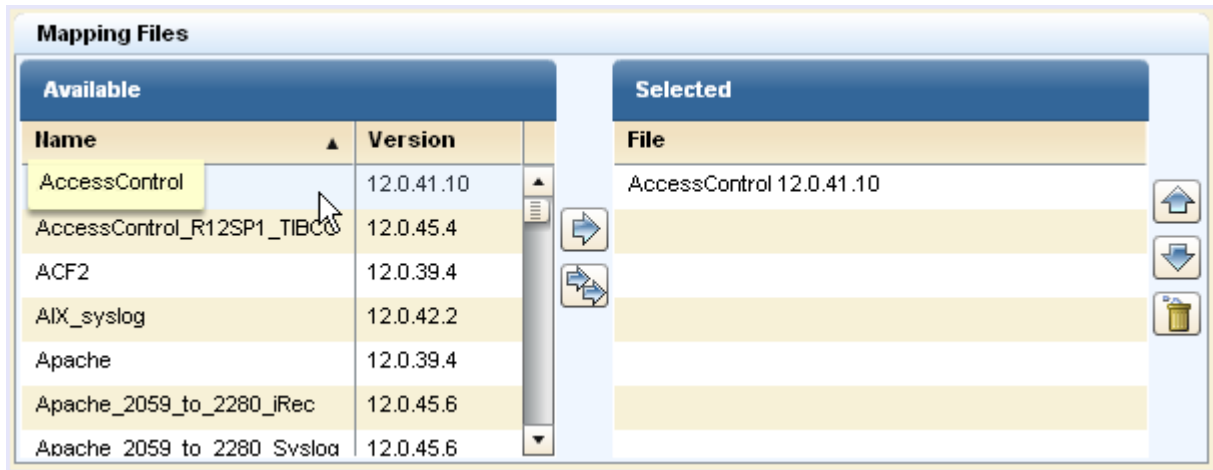 Mapping Files
Available
Selected
Name Version
File
AccessControl 12.0.41.10
AccessControl 12.0.41.10
AccessControl_R12SP1_TIBCO 12.0.45.4
ACF2 12.0.39.4
AIX_syslog 12.0.42.2
Apache 12.0.39.4
Apache_2059_to_2280_iRec 12.0.45.6
Apache_2059_to_2280_Syslog 12.0.45.6